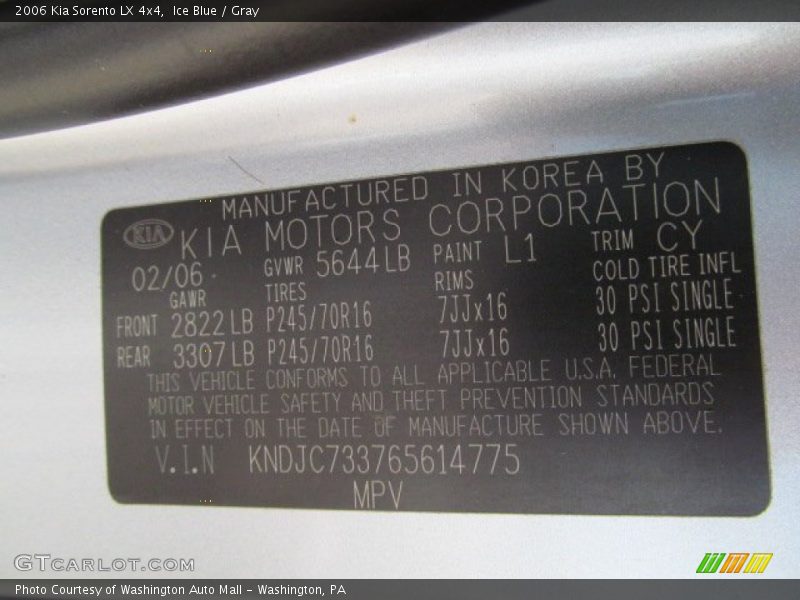 2006 Kia Sorento LX 4x4, Ice Blue / Gray
MANUFACTURED IN KOREA BY
KIA KIA MOTORS CORPORATION
02/06 GVWR 5644LB PAINT L1 TRIM CY
GAWR TIRES RIMS COLD TIRE INFL
FRONT 2822LB P245/70R16 7JJx16 30 PSI SINGLE
REAR 3307LB P245/70R16 7JJx16 30 PSI SINGLE
THIS VEHICLE CONFORMS TO ALL APPLICABLE U.S.A. FEDERAL
MOTOR VEHICLE SAFETY AND THEFT PREVENTION STANDARDS
IN EFFECT ON THE DATE OF MANUFACTURE SHOWN ABOVE.
V.I.N KNDJC733765614775
MPV
GTCARLOT.COM
Photo Courtesy of Washington Auto Mall - Washington, PA